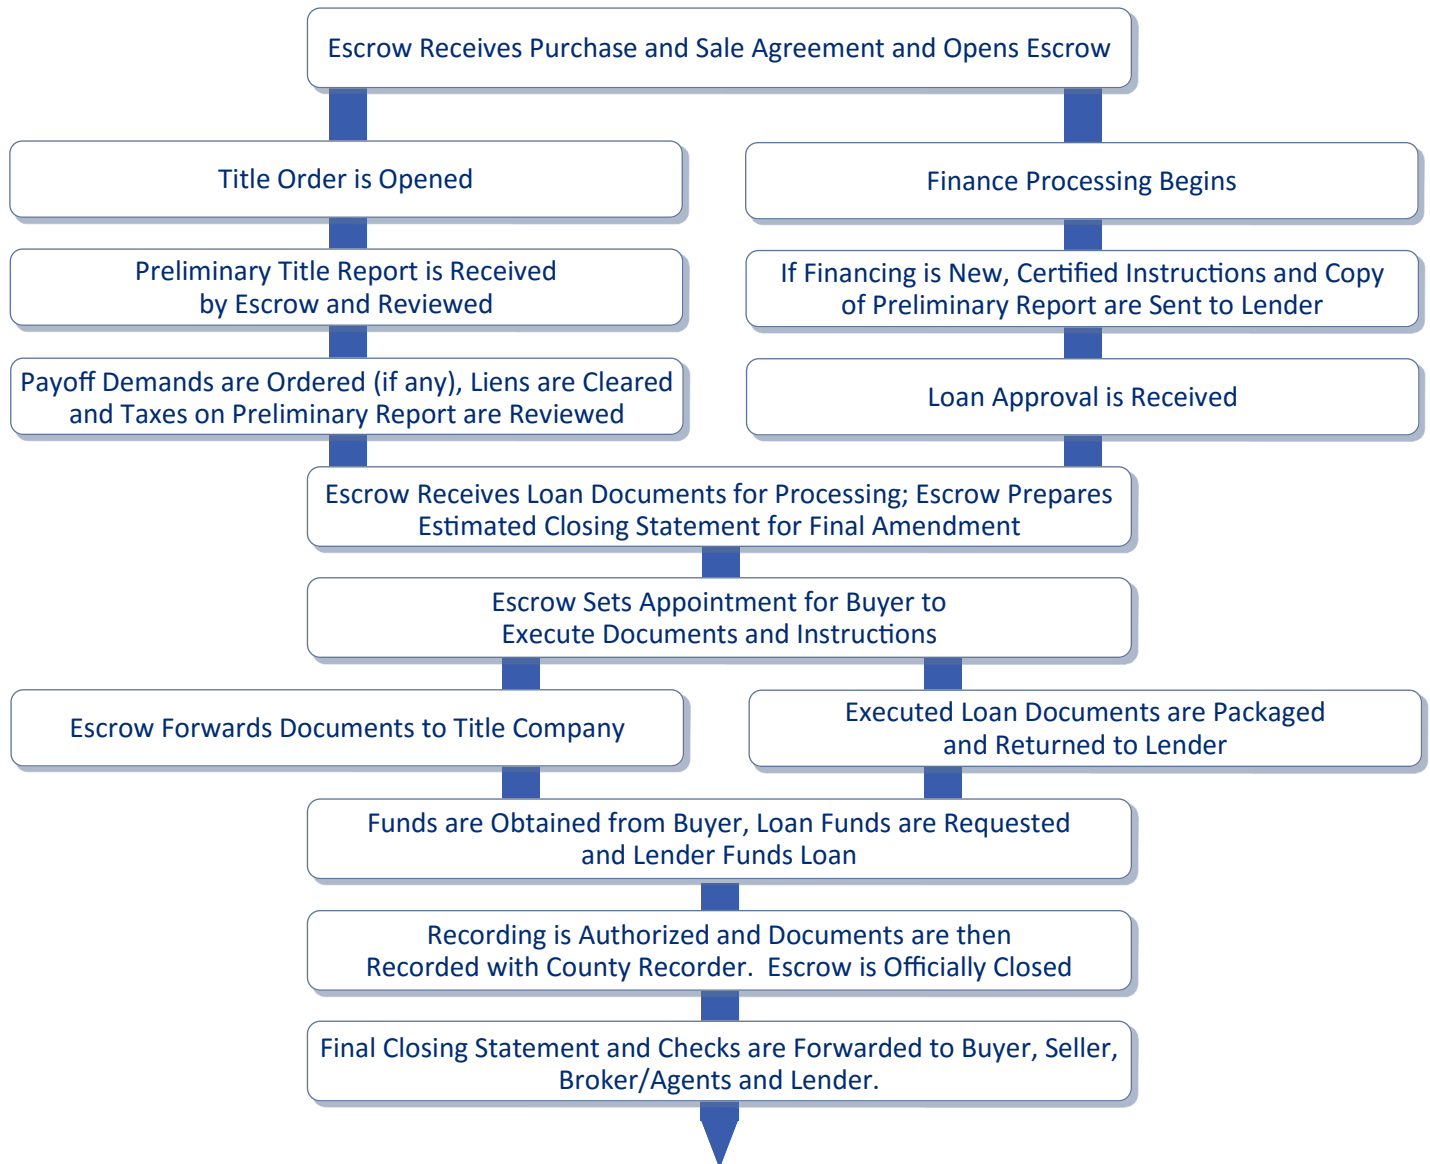 Escrow Receives Purchase and Sale Agreement and Opens Escrow
Title Order is Opened
Finance Processing Begins
Preliminary Title Report is Received
by Escrow and Reviewed
If Financing is New, Certified Instructions and Copy
of Preliminary Report are Sent to Lender
Payoff Demands are Ordered (if any), Liens are Cleared
and Taxes on Preliminary Report are Reviewed
Loan Approval is Received
Escrow Receives Loan Documents for Processing; Escrow Prepares
Estimated Closing Statement for Final Amendment
Escrow Sets Appointment for Buyer to
Execute Documents and Instructions
Escrow Forwards Documents to Title Company
Executed Loan Documents are Packaged
and Returned to Lender
Funds are Obtained from Buyer, Loan Funds are Requested
and Lender Funds Loan
Recording is Authorized and Documents are then
Recorded with County Recorder.  Escrow is Officially Closed
Final Closing Statement and Checks are Forwarded to Buyer, Seller,
Broker/Agents and Lender.